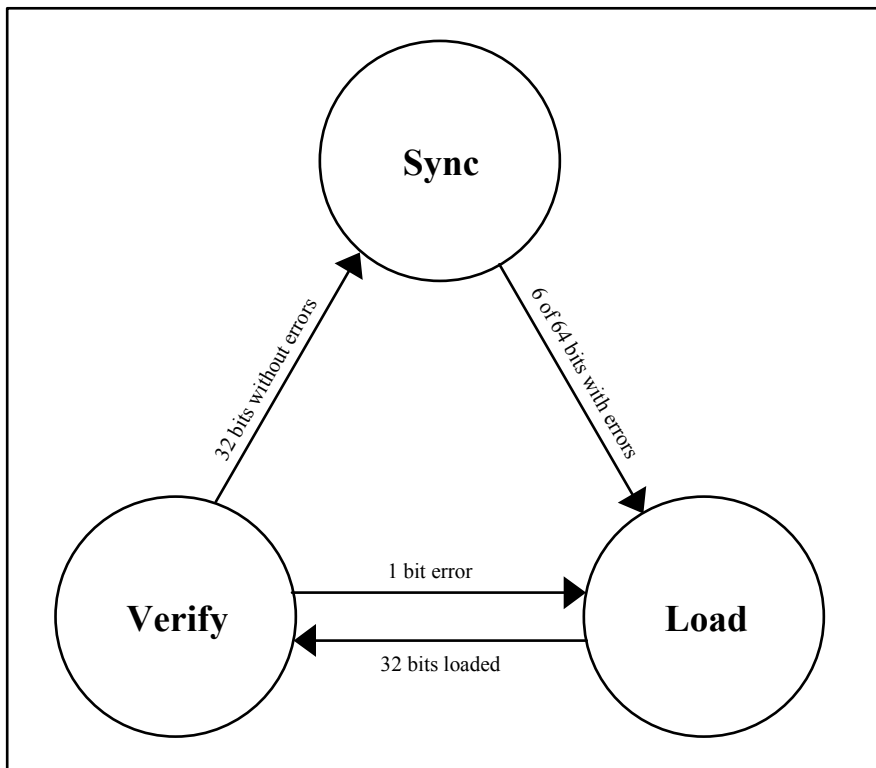 Sync
32 bits without errors
6 of 64 bits with errors
1 bit error
Verify
Load
32 bits loaded